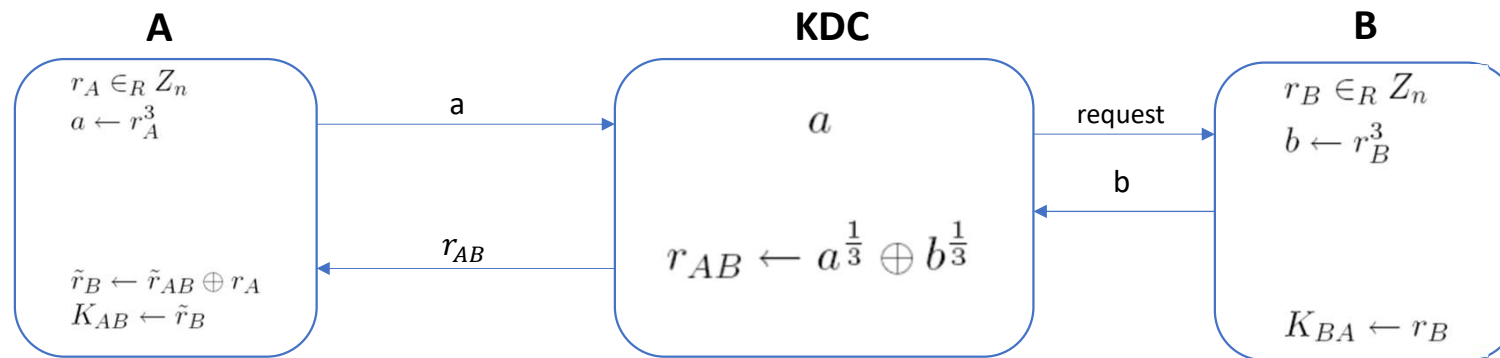 A
KDC
B
r_A ∈_R Z_n
a ← r_A^3
a
a
request
r_B ∈_R Z_n
b ← r_B^3
b
r_AB
r_AB ← a^{1/3} ⊕ b^{1/3}
r̃_B ← r̃_AB ⊕ r_A
K_AB ← r̃_B
K_BA ← r_B